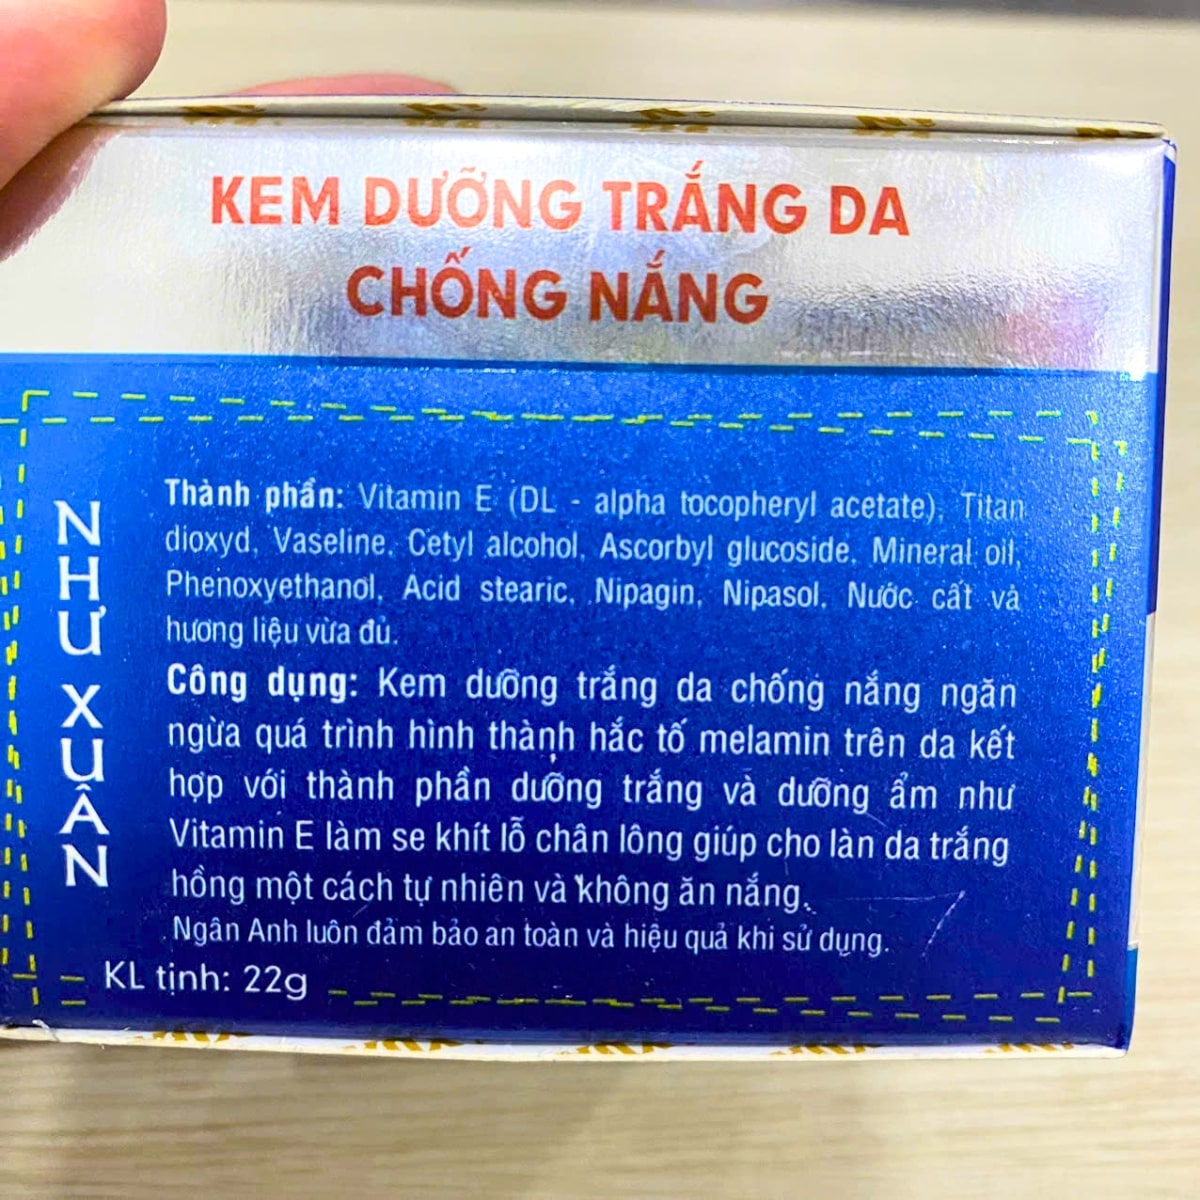 KEM DƯỠNG TRẮNG DA
CHỐNG NẮNG
NHƯ XUÂN
Thành phần: Vitamin E (DL - alpha tocopheryl acetate), Titan
dioxyd, Vaseline, Cetyl alcohol, Ascorbyl glucoside, Mineral oil,
Phenoxyethanol, Acid stearic, Nipagin, Nipasol, Nước cất và
hương liệu vừa đủ.
Công dụng: Kem dưỡng trắng da chống nắng ngăn
ngừa quá trình hình thành hắc tố melamin trên da kết
hợp với thành phần dưỡng trắng và dưỡng ẩm như
Vitamin E làm se khít lỗ chân lông giúp cho làn da trắng
hồng một cách tự nhiên và không ăn nắng.
Ngân Anh luôn đảm bảo an toàn và hiệu quả khi sử dụng.
KL tịnh: 22g